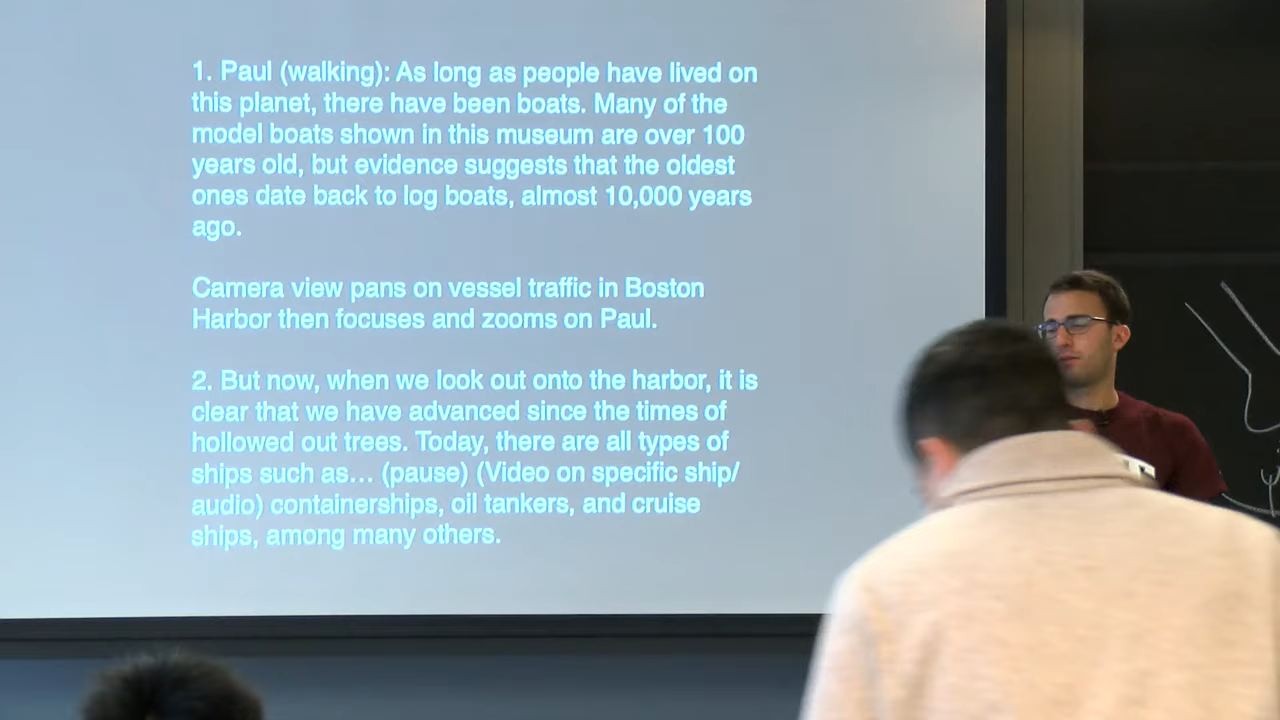 1. Paul (walking): As long as people have lived on
this planet, there have been boats. Many of the
model boats shown in this museum are over 100
years old, but evidence suggests that the oldest
ones date back to log boats, almost 10,000 years
ago.
Camera view pans on vessel traffic in Boston
Harbor then focuses and zooms on Paul.
2. But now, when we look out onto the harbor, it is
clear that we have advanced since the times of
hollowed out trees. Today, there are all types of
ships such as… (pause) (Video on specific ship/
audio) containerships, oil tankers, and cruise
ships, among many others.